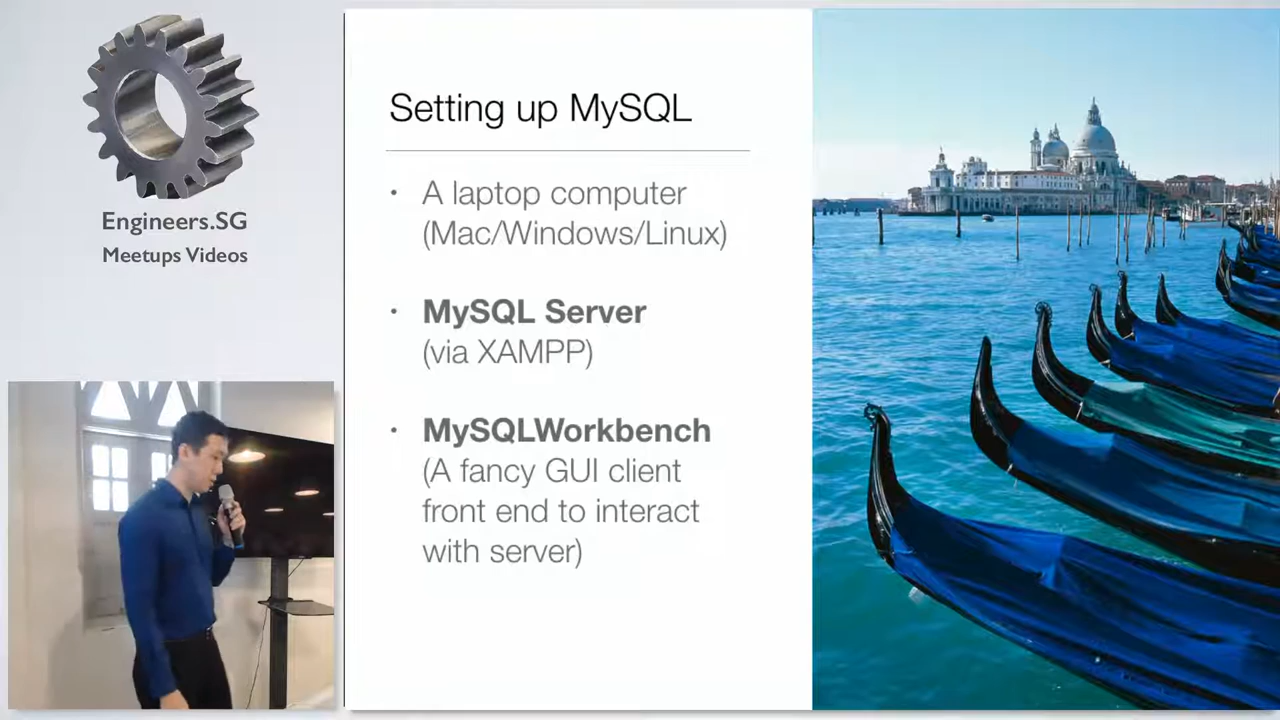 Engineers.SG
Meetups Videos
Setting up MySQL
• A laptop computer
(Mac/Windows/Linux)
• MySQL Server
(via XAMPP)
• MySQLWorkbench
(A fancy GUI client
front end to interact
with server)